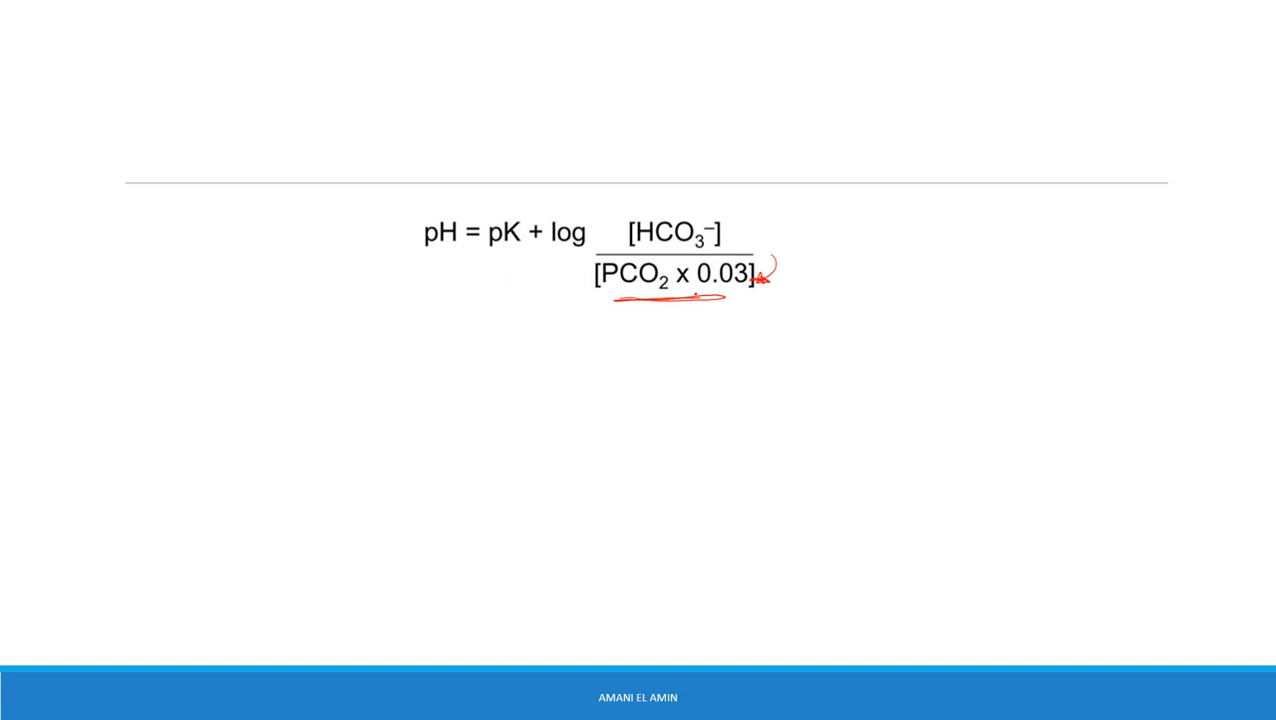 pH = pK + log [HCO₃⁻]
[PCO₂ x 0.03]
AMANI EL AMIN